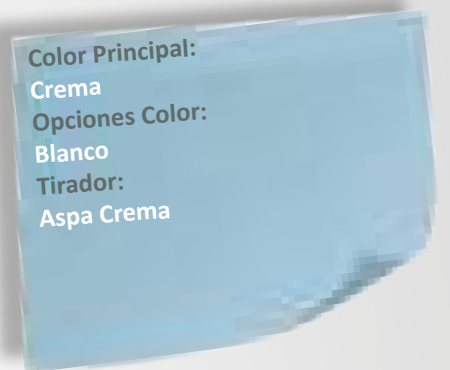 Color Principal:
Crema
Opciones Color:
Blanco
Tirador:
Aspa Crema